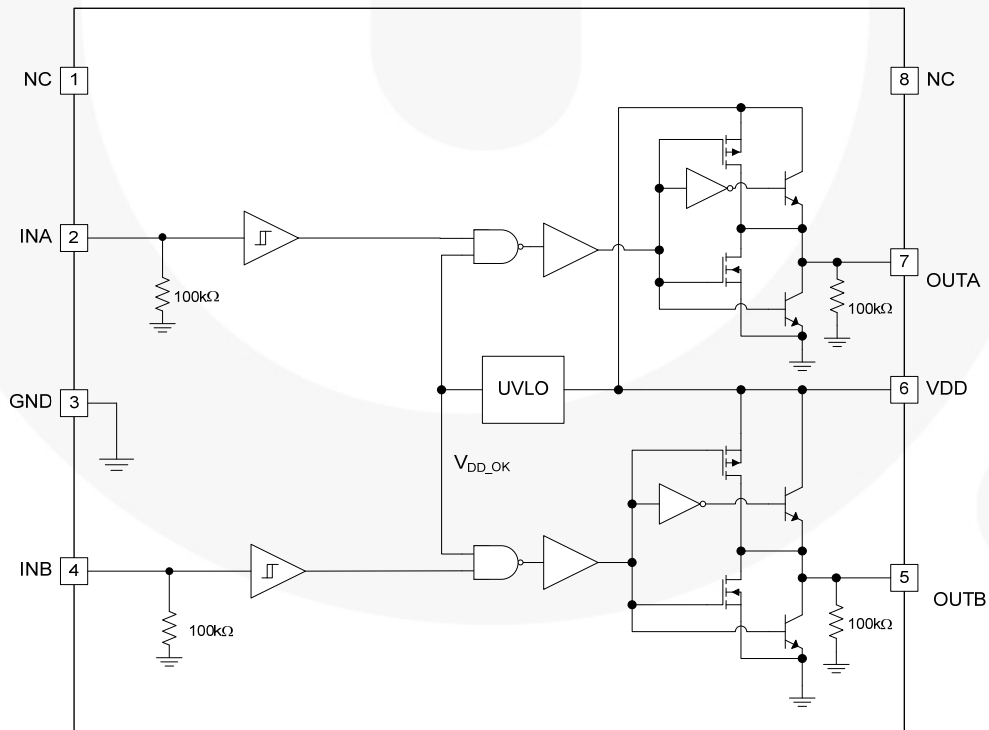 NC 1
8 NC
INA 2
100kΩ
7 OUTA
100kΩ
GND 3
UVLO
6 VDD
VDD_OK
INB 4
100kΩ
5 OUTB
100kΩ